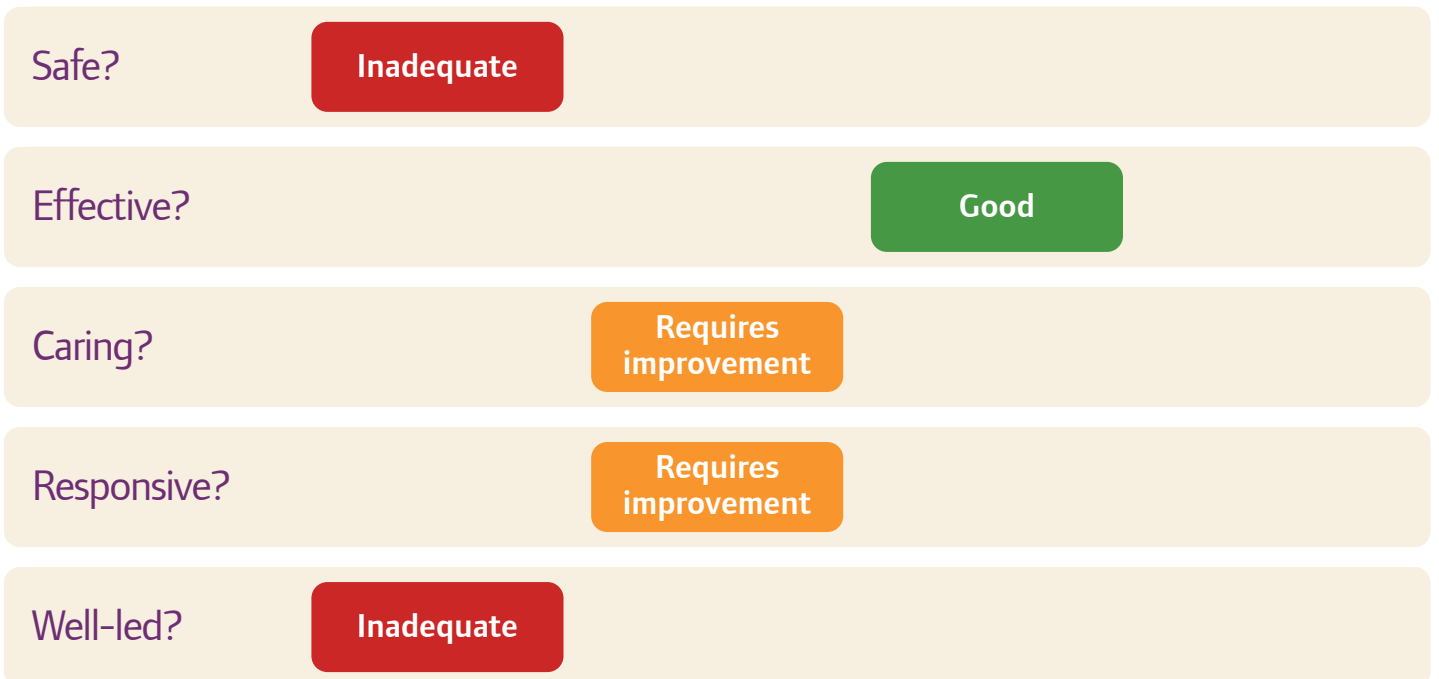 Safe?
Inadequate
Effective?
Good
Caring?
Requires
improvement
Responsive?
Requires
improvement
Well-led?
Inadequate